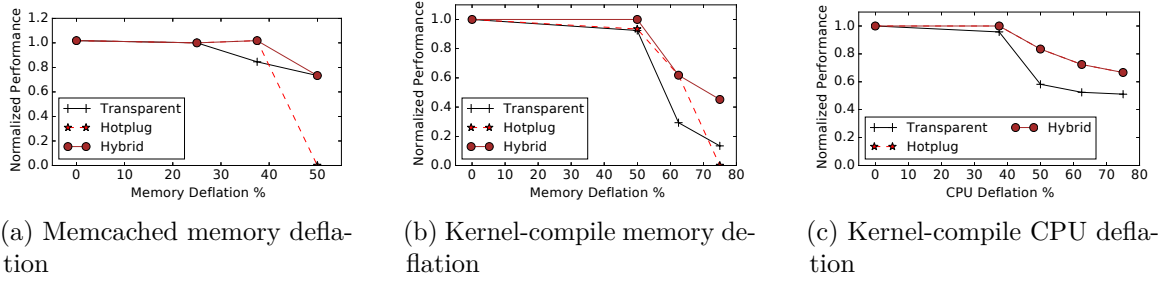 1.2
1.0
0.8
0.6
0.4
0.2
0.0
Normalized Performance
Transparent
Hotplug
Hybrid
0 10 20 30 40 50
Memory Deflation %
(a) Memcached memory defla-
tion
1.0
0.8
0.6
0.4
0.2
0.0
Normalized Performance
Transparent
Hotplug
Hybrid
0 10 20 30 40 50 60 70 80
Memory Deflation %
(b) Kernel-compile memory de-
flation
1.0
0.8
0.6
0.4
0.2
0.0
Normalized Performance
Transparent Hybrid
Hotplug
0 10 20 30 40 50 60 70 80
CPU Deflation %
(c) Kernel-compile CPU defla-
tion